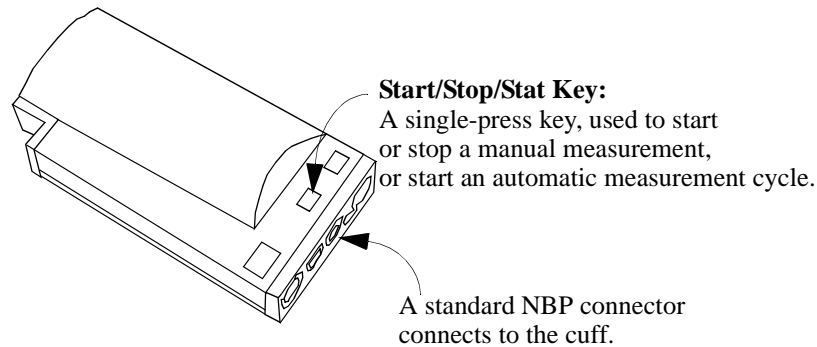 Start/Stop/Stat Key:
A single-press key, used to start
or stop a manual measurement,
or start an automatic measurement cycle.
A standard NBP connector
connects to the cuff.